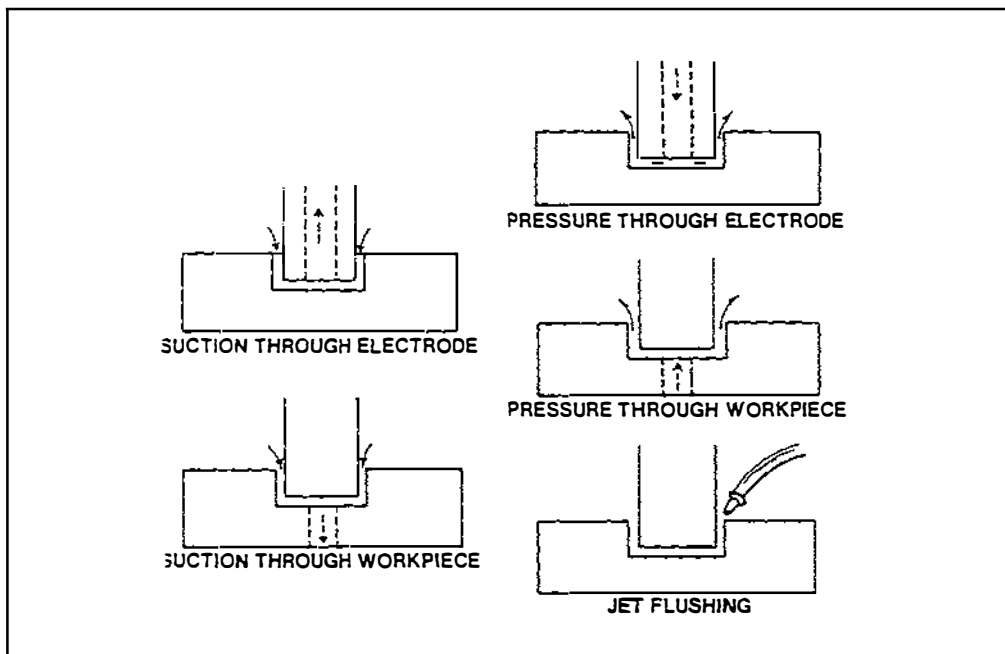 PRESSURE THROUGH ELECTRODE
SUCTION THROUGH ELECTRODE
PRESSURE THROUGH WORKPIECE
SUCTION THROUGH WORKPIECE
JET FLUSHING